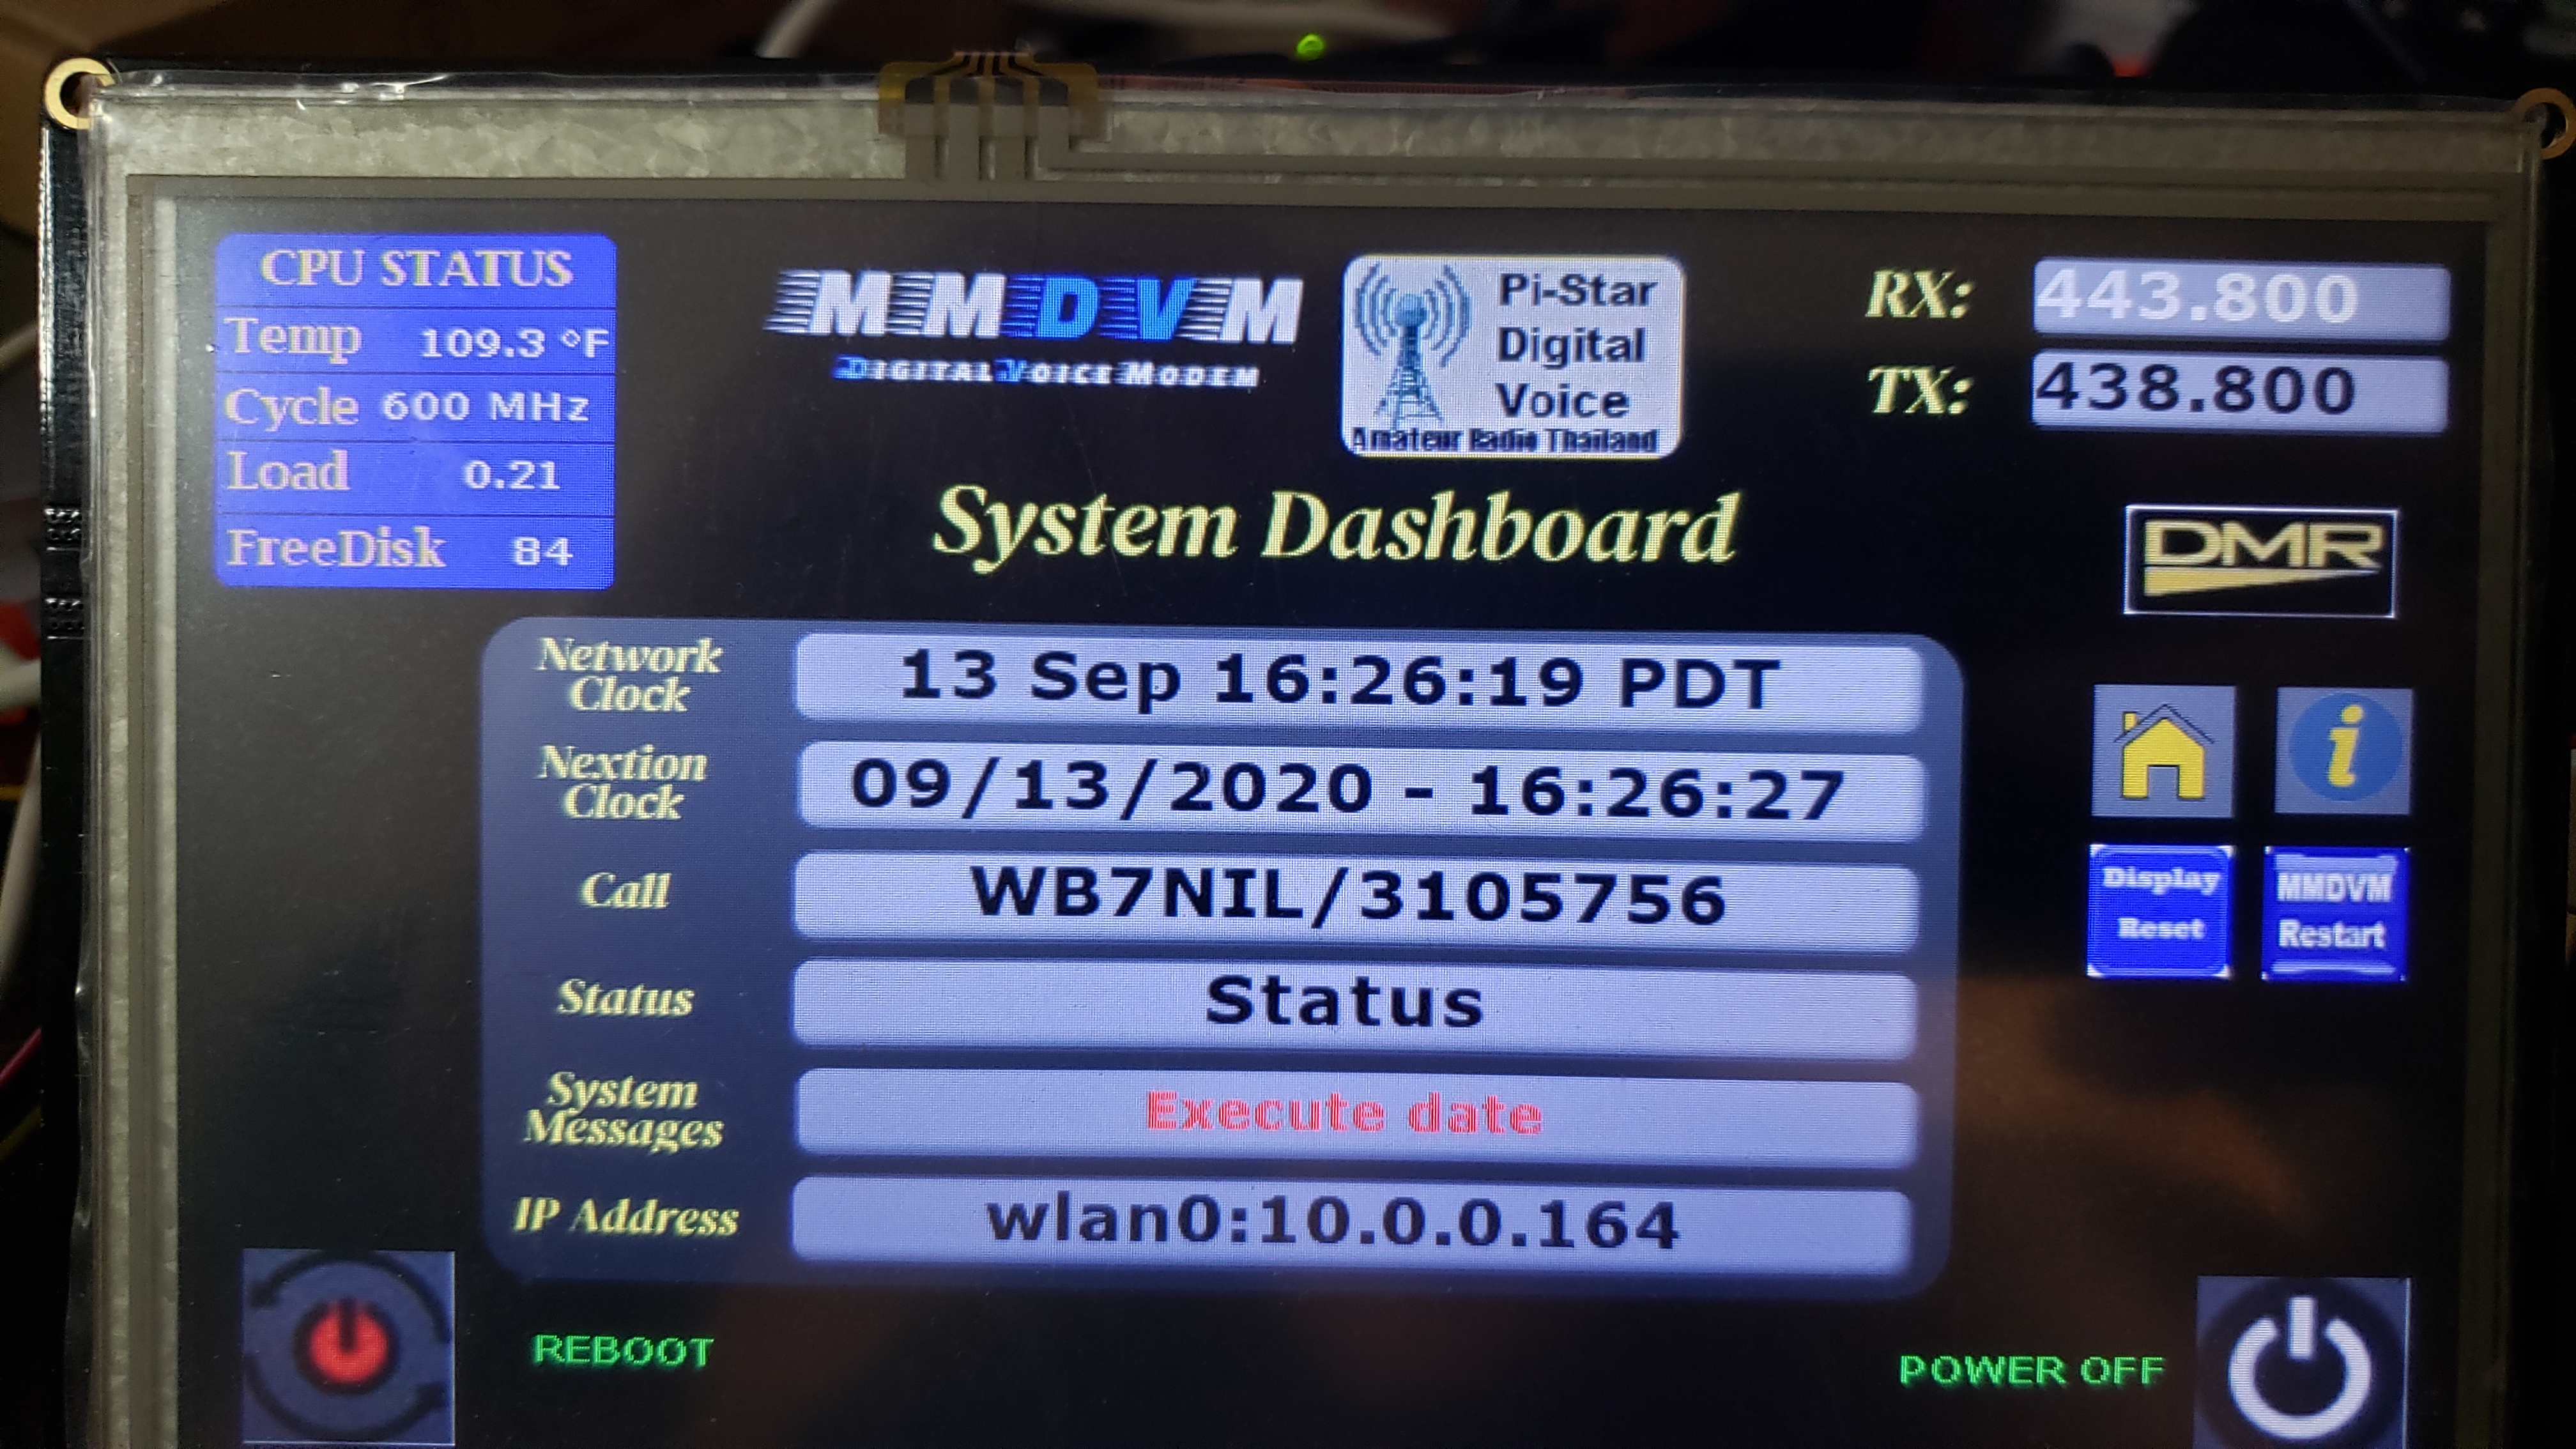 CPU STATUS
Temp 109.3 °F
Cycle 600 MHz
Load 0.21
FreeDisk 84
MMDVM
DIGITAL VOICE MODEM
Pi-Star
Digital
Voice
Amateur Radio Thailand
RX: 443.800
TX: 438.800
System Dashboard
DMR
Network
Clock
13 Sep 16:26:19 PDT
Nextion
Clock
09/13/2020 - 16:26:27
Call
WB7NIL/3105756
Status
Status
System
Messages
Execute date
IP Address
wlan0:10.0.0.164
i
Display
Reset
MMDVM
Restart
REBOOT
POWER OFF